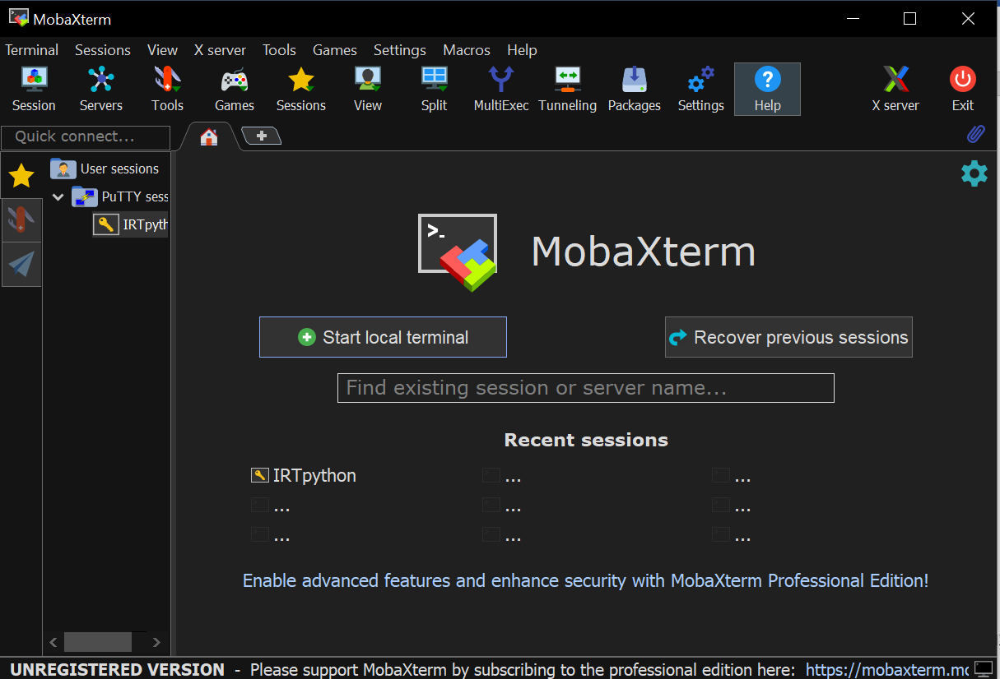 MobaXterm
Terminal Sessions View X server Tools Games Settings Macros Help
Session Servers Tools Games Sessions View Split MultiExec Tunneling Packages Settings Help X server Exit
Quick connect...
User sessions
PuTTY sess
IRTpyth
>_
MobaXterm
Start local terminal
Recover previous sessions
Find existing session or server name...
Recent sessions
IRTpython ... ...
... ... ...
... ... ...
Enable advanced features and enhance security with MobaXterm Professional Edition!
UNREGISTERED VERSION - Please support MobaXterm by subscribing to the professional edition here: https://mobaxterm.mo